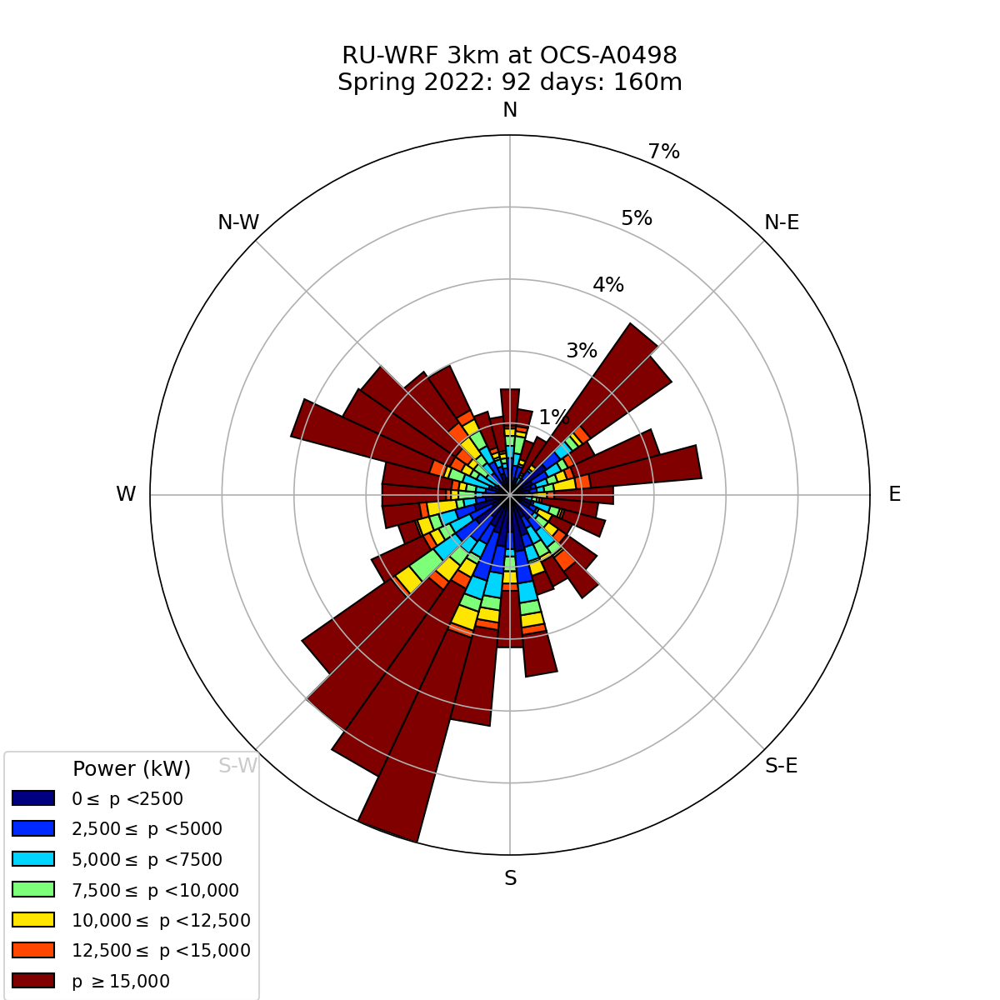 RU-WRF 3km at OCS-A0498
Spring 2022: 92 days: 160m
N
7%
N-W
5%
N-E
4%
3%
1%
W
E
S-W
S-E
S
Power (kW)
0≤ p <2500
2,500≤ p <5000
5,000≤ p <7500
7,500≤ p <10,000
10,000≤ p <12,500
12,500≤ p <15,000
p ≥15,000